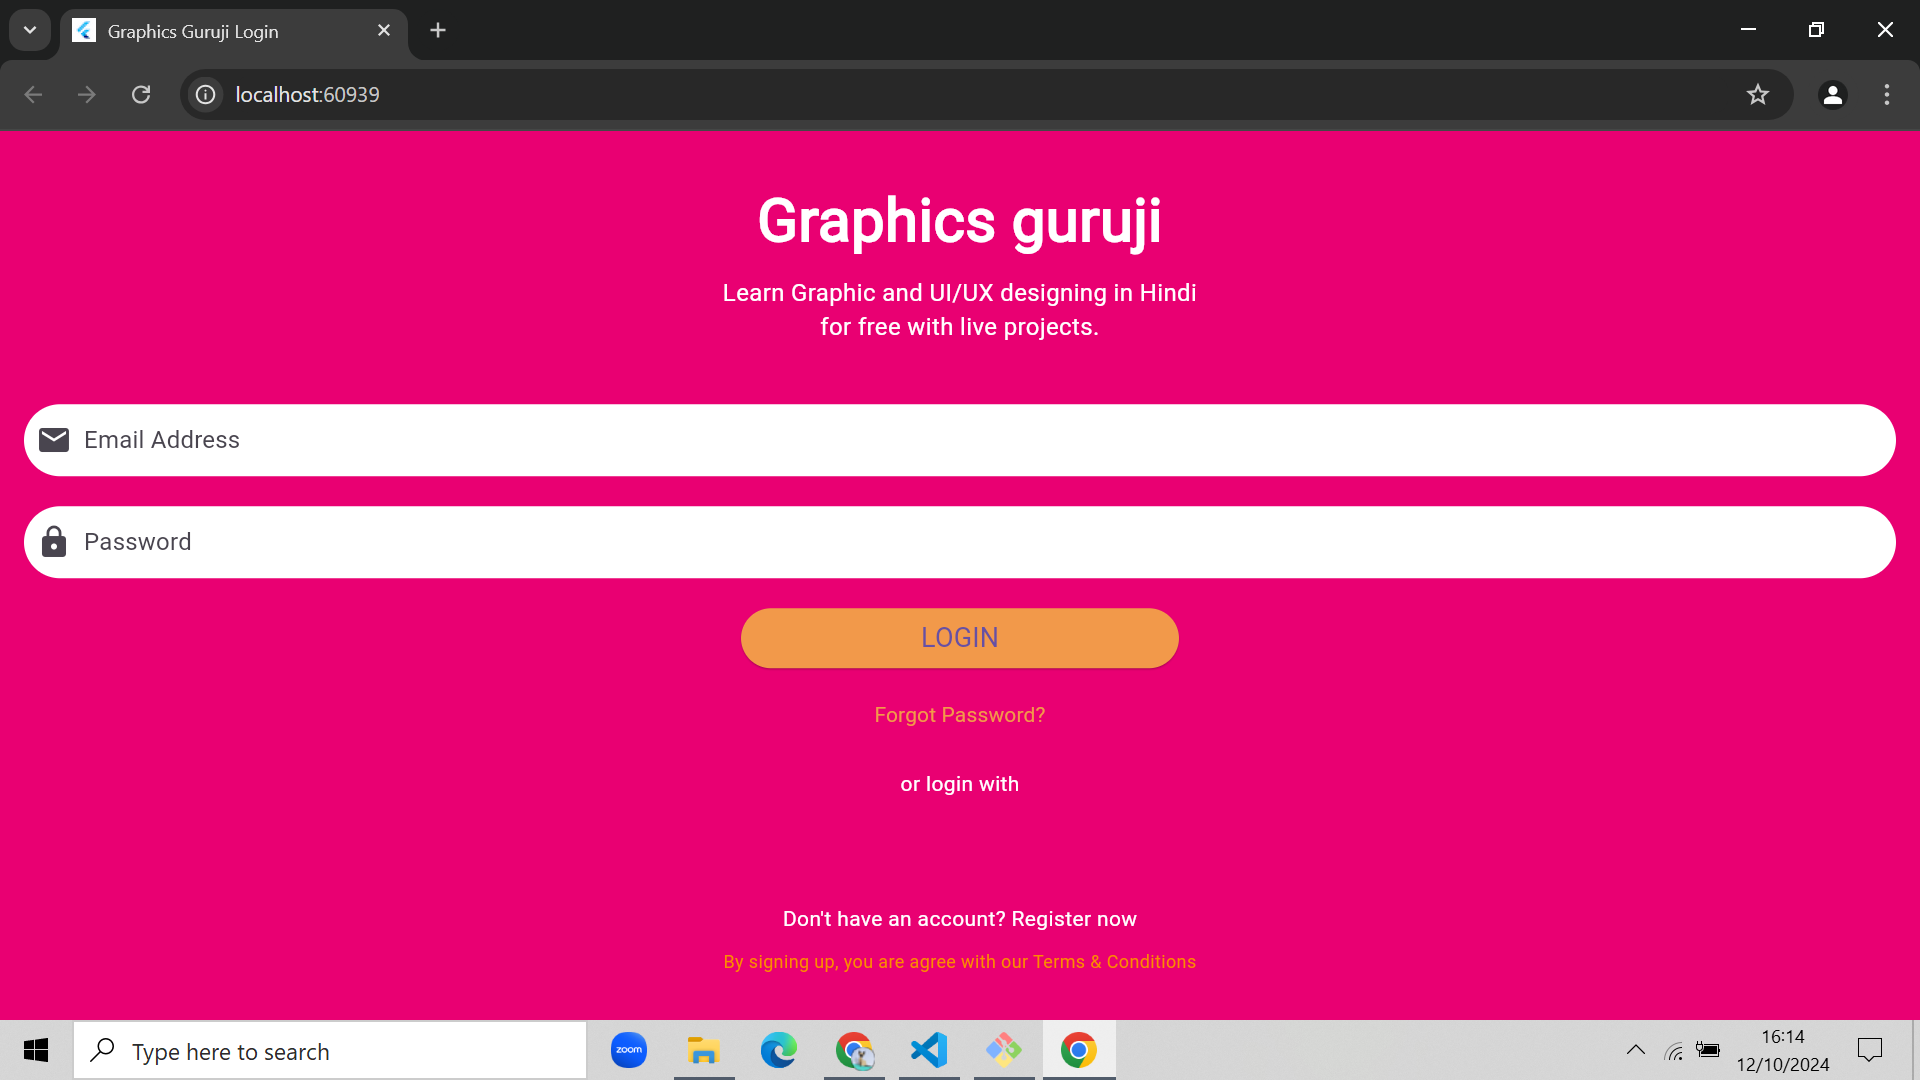 Graphics Guruji Login
localhost:60939
Graphics guruji
Learn Graphic and UI/UX designing in Hindi
for free with live projects.
Email Address
Password
LOGIN
Forgot Password?
or login with
Don't have an account? Register now
By signing up, you are agree with our Terms & Conditions
Type here to search
zoom
16:14
12/10/2024